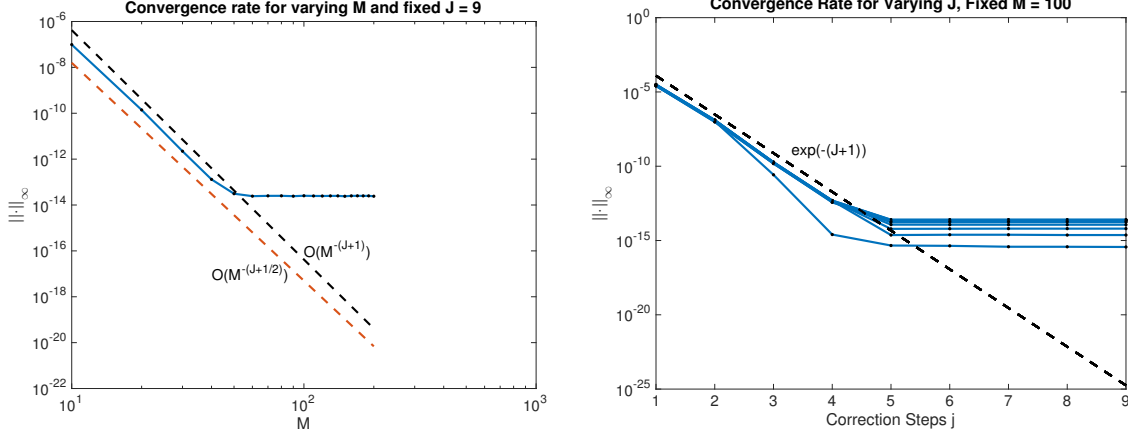 Convergence rate for varying M and fixed J = 9
10^-6
10^-8
10^-10
10^-12
10^-14
10^-16
10^-18
10^-20
10^-22
||·||∞
O(M^-(J+1))
O(M^-(J+1/2))
10^1
10^2
10^3
M
Convergence Rate for Varying J, Fixed M = 100
10^0
10^-5
10^-10
10^-15
10^-20
10^-25
||·||∞
exp(-(J+1))
1 2 3 4 5 6 7 8 9
Correction Steps j